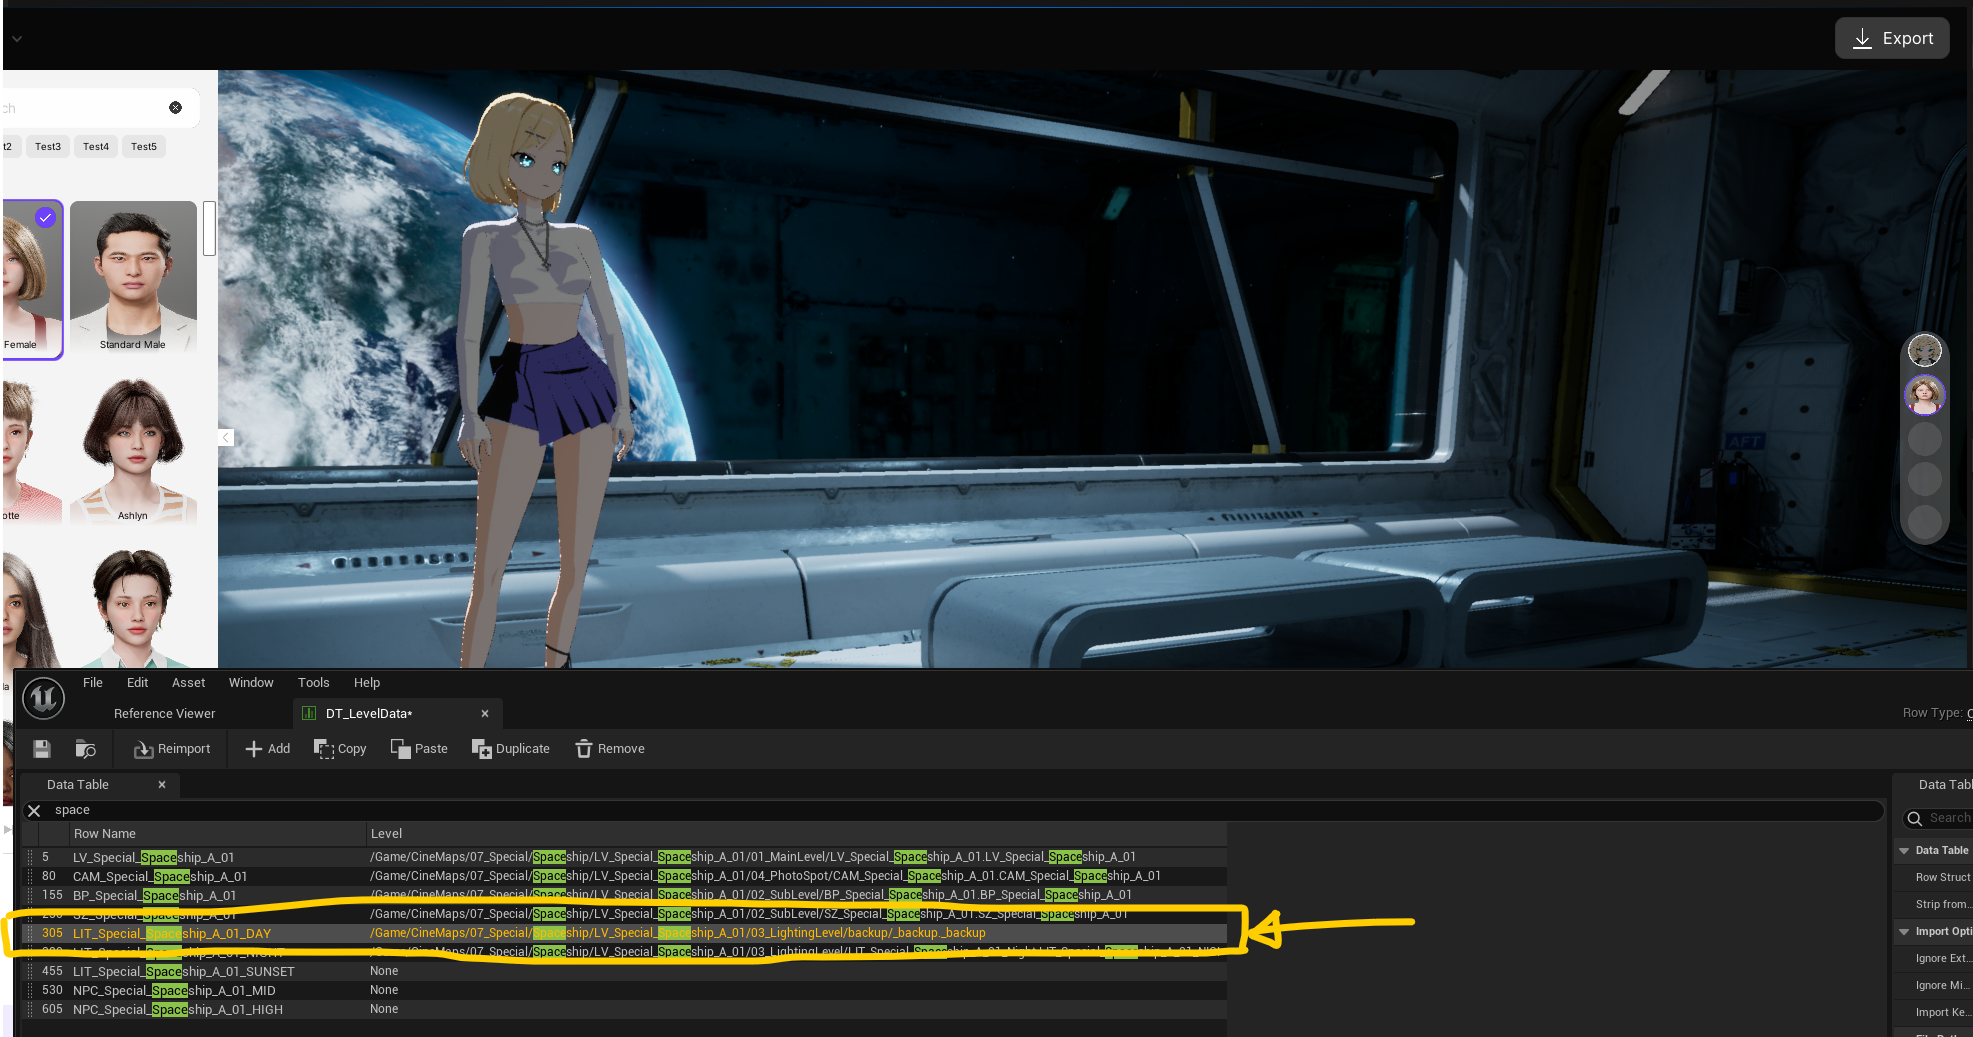 Export
ch
t2 Test3 Test4 Test5
Female
Standard Male
AFT
otte
Ashlyn
la
File Edit Asset Window Tools Help
Reference Viewer
DT_LevelData*
Row Type:
Reimport Add Copy Paste Duplicate Remove
Data Table
Data Tabl
space
Search
Row Name Level
5 LV_Special_Spaceship_A_01 /Game/CineMaps/07_Special/Spaceship/LV_Special_Spaceship_A_01/01_MainLevel/LV_Special_Spaceship_A_01.LV_Special_Spaceship_A_01
80 CAM_Special_Spaceship_A_01 /Game/CineMaps/07_Special/Spaceship/LV_Special_Spaceship_A_01/04_PhotoSpot/CAM_Special_Spaceship_A_01.CAM_Special_Spaceship_A_01
155 BP_Special_Spaceship_A_01 /Game/CineMaps/07_Special/Spaceship/LV_Special_Spaceship_A_01/02_SubLevel/BP_Special_Spaceship_A_01.BP_Special_Spaceship_A_01
230 SZ_Special_Spaceship_A_01 /Game/CineMaps/07_Special/Spaceship/LV_Special_Spaceship_A_01/02_SubLevel/SZ_Special_Spaceship_A_01.SZ_Special_Spaceship_A_01
305 LIT_Special_Spaceship_A_01_DAY /Game/CineMaps/07_Special/Spaceship/LV_Special_Spaceship_A_01/03_LightingLevel/backup/_backup._backup
380 LIT_Special_Spaceship_A_01_NIGHT /Game/CineMaps/07_Special/Spaceship/LV_Special_Spaceship_A_01/03_LightingLevel/LIT_Special_Spaceship_A_01_Night.LIT_Special_Spaceship_A_01_NIG
455 LIT_Special_Spaceship_A_01_SUNSET None
530 NPC_Special_Spaceship_A_01_MID None
605 NPC_Special_Spaceship_A_01_HIGH None
Data Table
Row Struct
Strip from...
Import Opti
Ignore Ext...
Ignore Mi...
Import Ke...